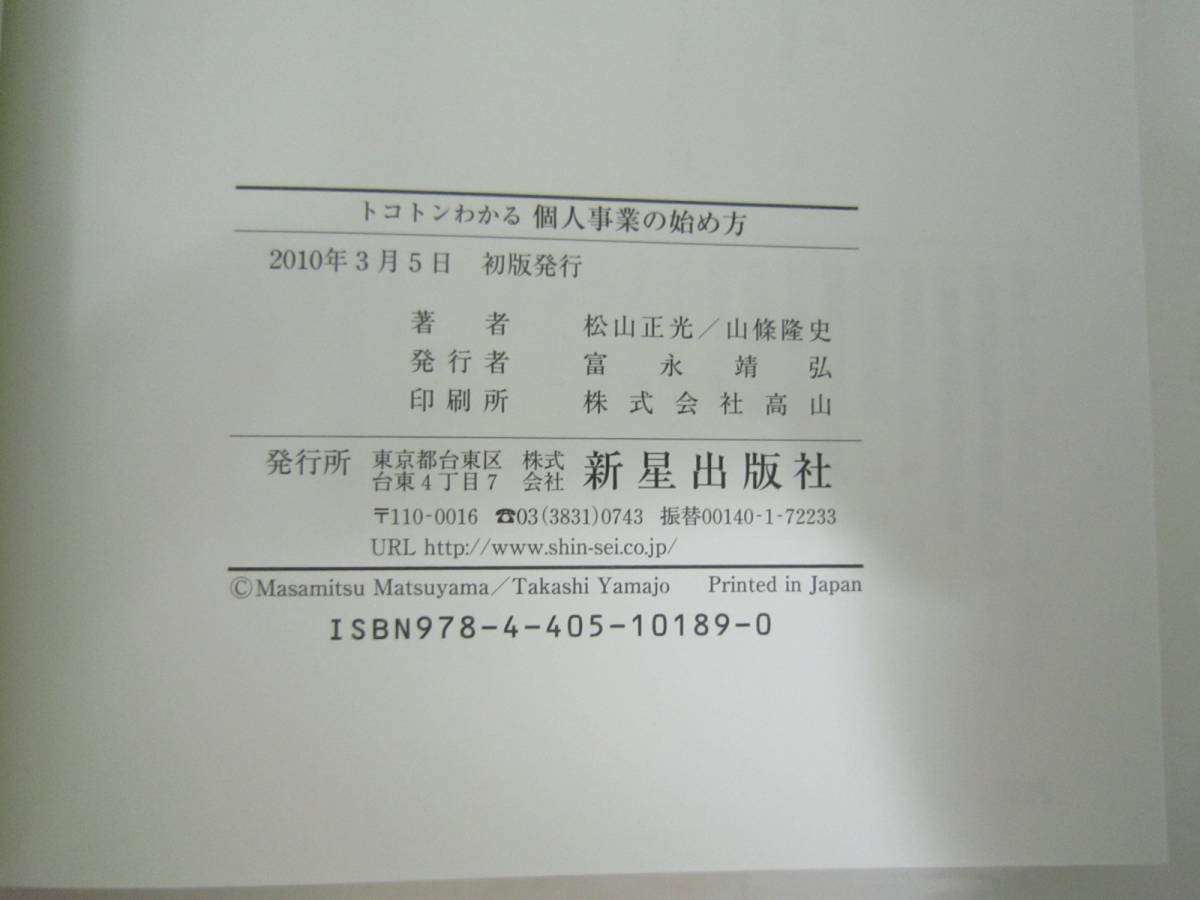 トコトンわかる 個人事業の始め方
2010年3月5日　初版発行
著　者　松山正光／山條隆史
発行者　富永靖弘
印刷所　株式会社高山
発行所　東京都台東区台東4丁目7　株式会社　新星出版社
〒110-0016　☎03(3831)0743　振替00140-1-72233
URL http://www.shin-sei.co.jp/
©Masamitsu Matsuyama／Takashi Yamajo　Printed in Japan
ISBN978-4-405-10189-0